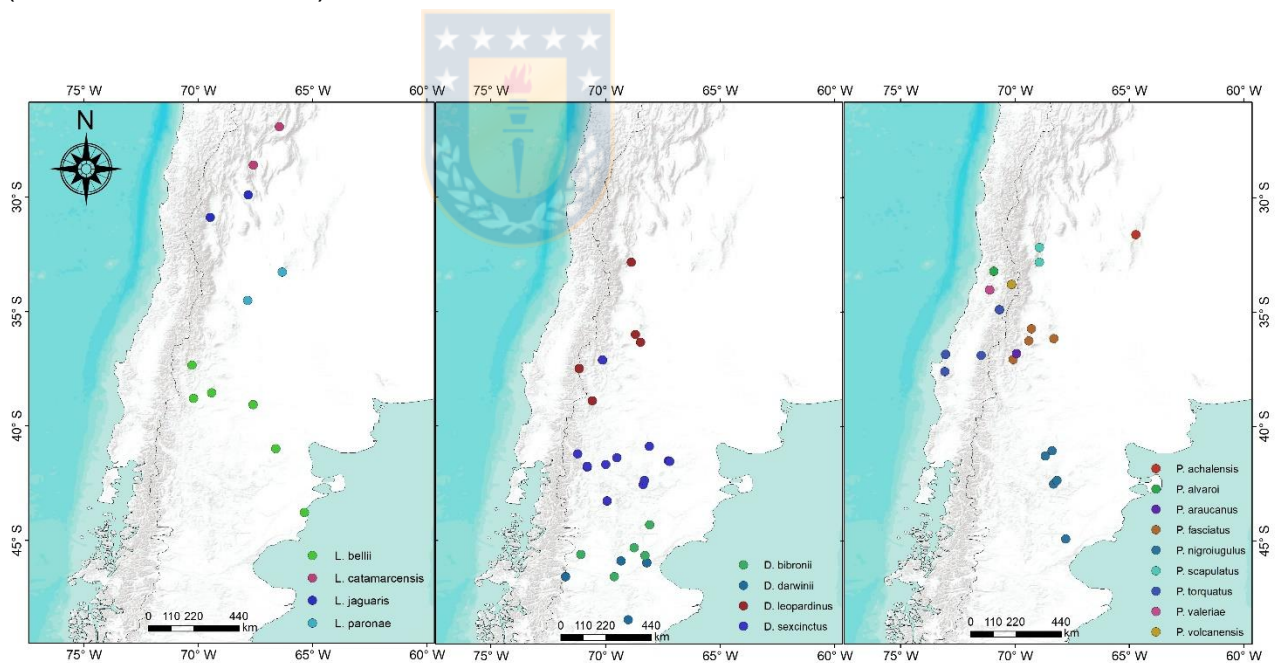 75° W 70° W 65° W 60° W 75° W 70° W 65° W 60° W 75° W 70° W 65° W 60° W
N
30° S
35° S
40° S
45° S
30° S
35° S
40° S
45° S
L. bellii
L. catamarcensis
L. jaguaris
L. paronae
0 110 220 440
km
D. bibronii
D. darwinii
D. leopardinus
D. sexcinctus
0 110 220 440
km
P. achalensis
P. alvaroi
P. araucanus
P. fasciatus
P. nigroiugulus
P. scapulatus
P. torquatus
P. valeriae
P. volcanensis
0 110 220 440
km
75° W 70° W 65° W 60° W 75° W 70° W 65° W 60° W 75° W 70° W 65° W 60° W